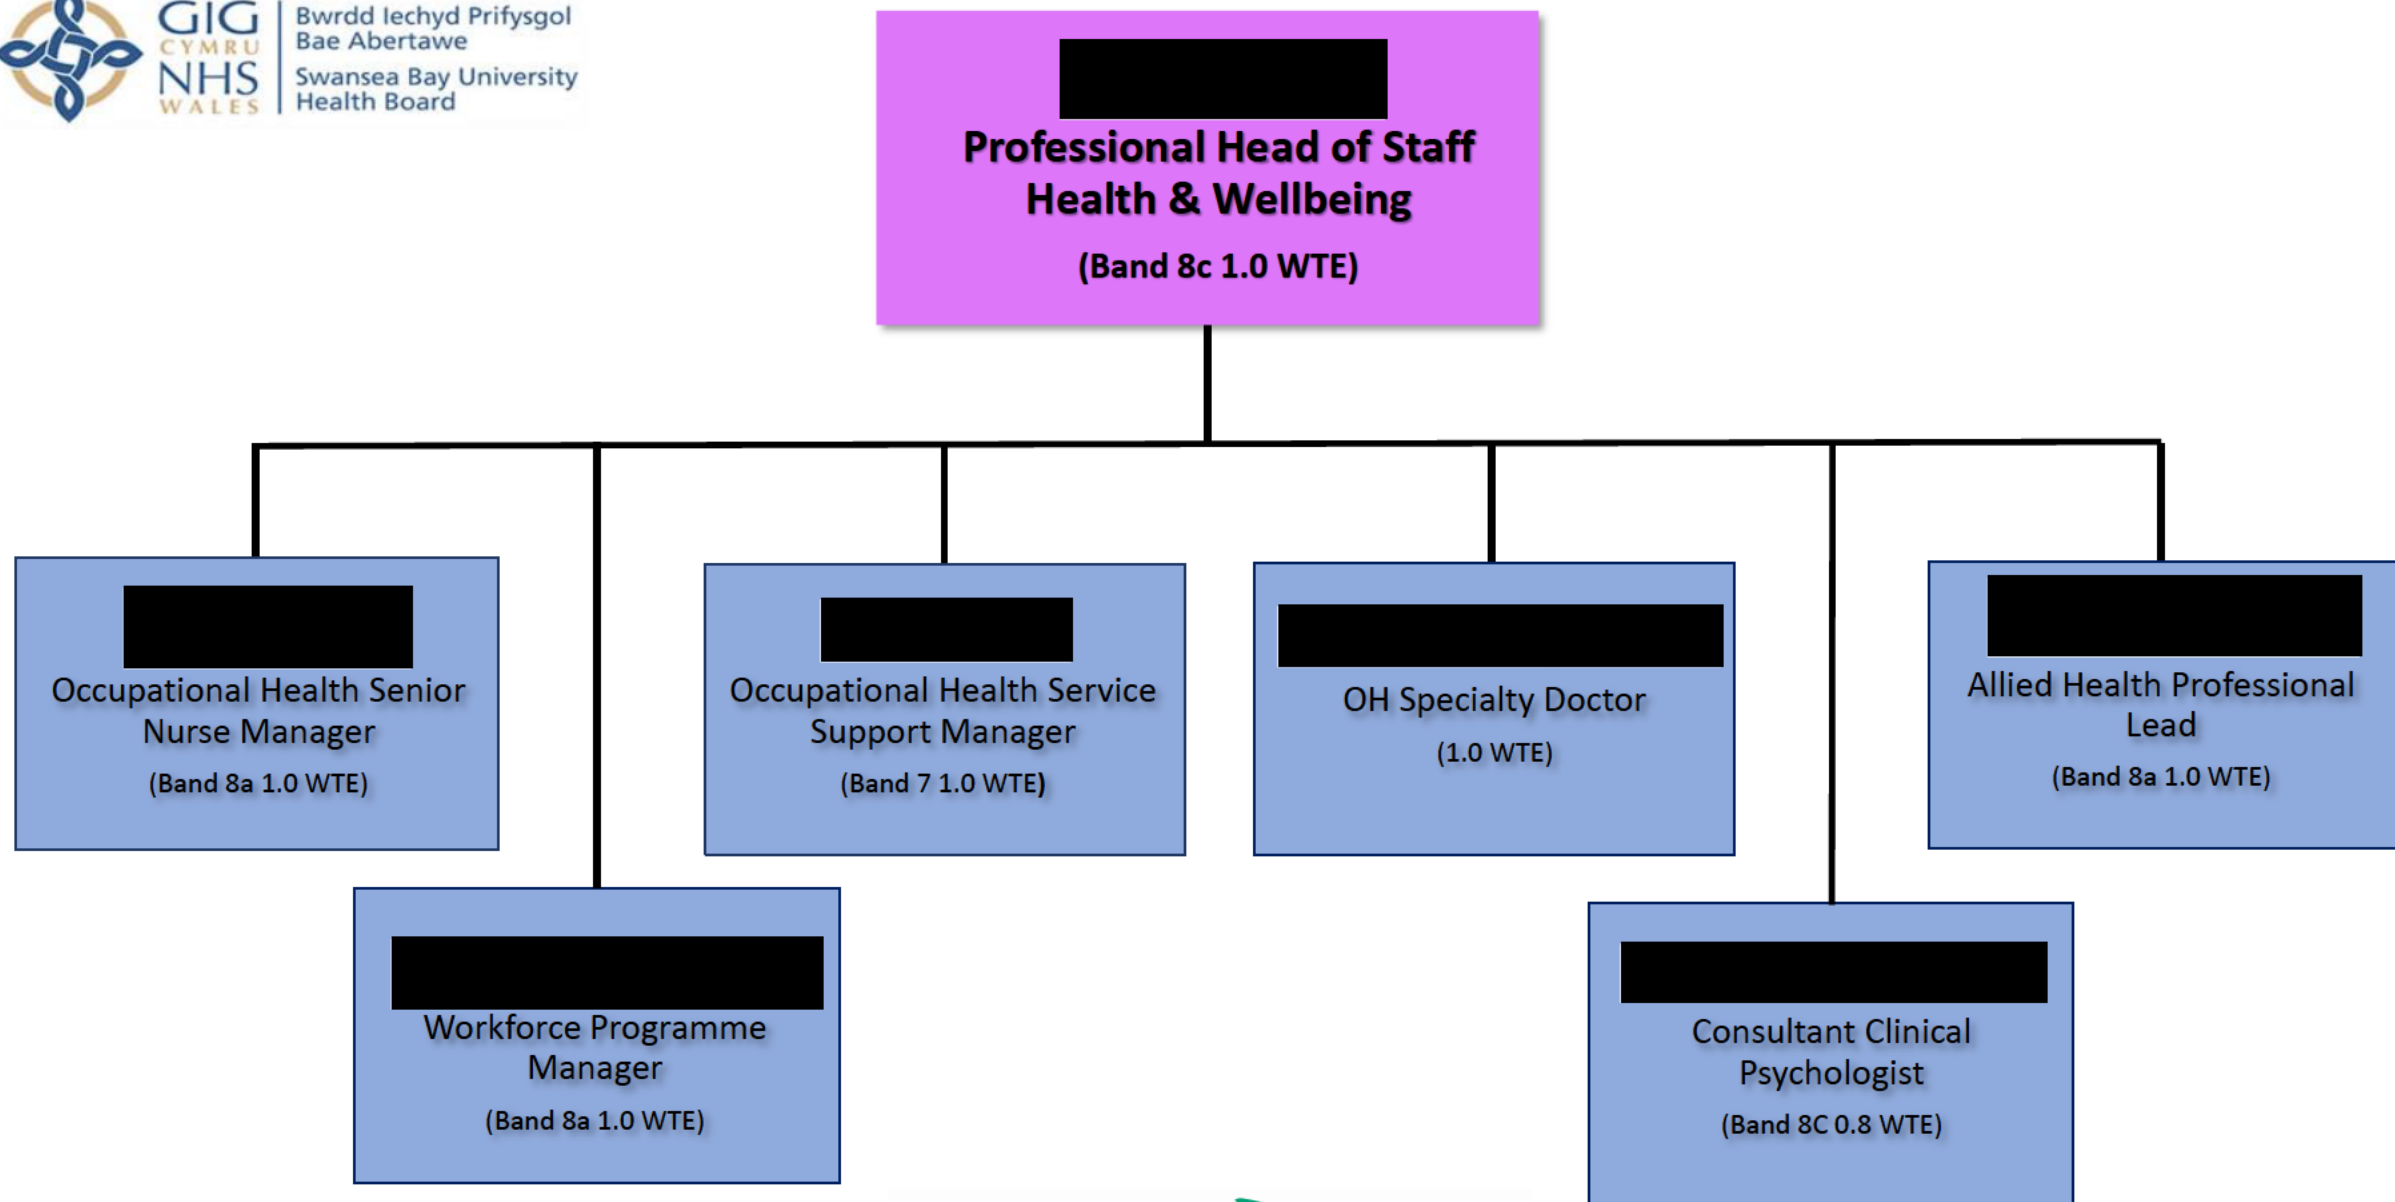 GIG
CYMRU
NHS
WALES
Bwrdd Iechyd Prifysgol
Bae Abertawe
Swansea Bay University
Health Board
Professional Head of Staff
Health & Wellbeing
(Band 8c 1.0 WTE)
Occupational Health Senior
Nurse Manager
(Band 8a 1.0 WTE)
Occupational Health Service
Support Manager
(Band 7 1.0 WTE)
OH Specialty Doctor
(1.0 WTE)
Allied Health Professional
Lead
(Band 8a 1.0 WTE)
Workforce Programme
Manager
(Band 8a 1.0 WTE)
Consultant Clinical
Psychologist
(Band 8C 0.8 WTE)